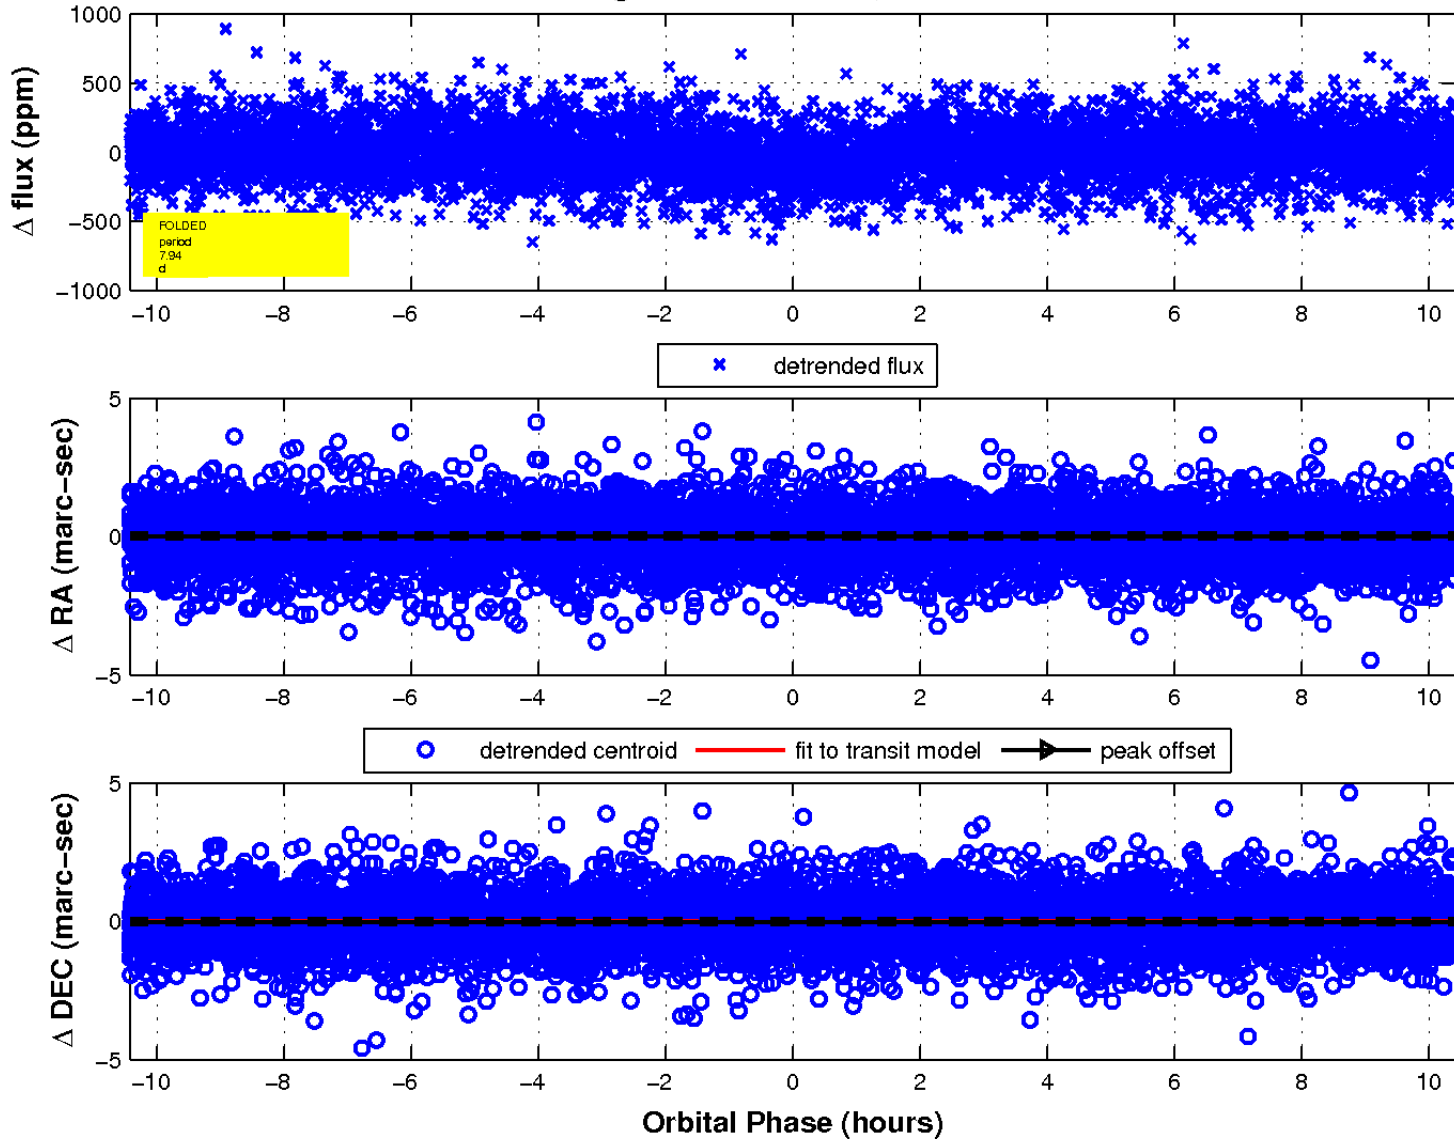 1000
500
0
−500
−1000
Δ flux (ppm)
FOLDED
period
7.94
d
−10 −8 −6 −4 −2 0 2 4 6 8 10
detrended flux
5
0
−5
Δ RA (marc−sec)
−10 −8 −6 −4 −2 0 2 4 6 8 10
detrended centroid fit to transit model peak offset
5
0
−5
Δ DEC (marc−sec)
−10 −8 −6 −4 −2 0 2 4 6 8 10
Orbital Phase (hours)